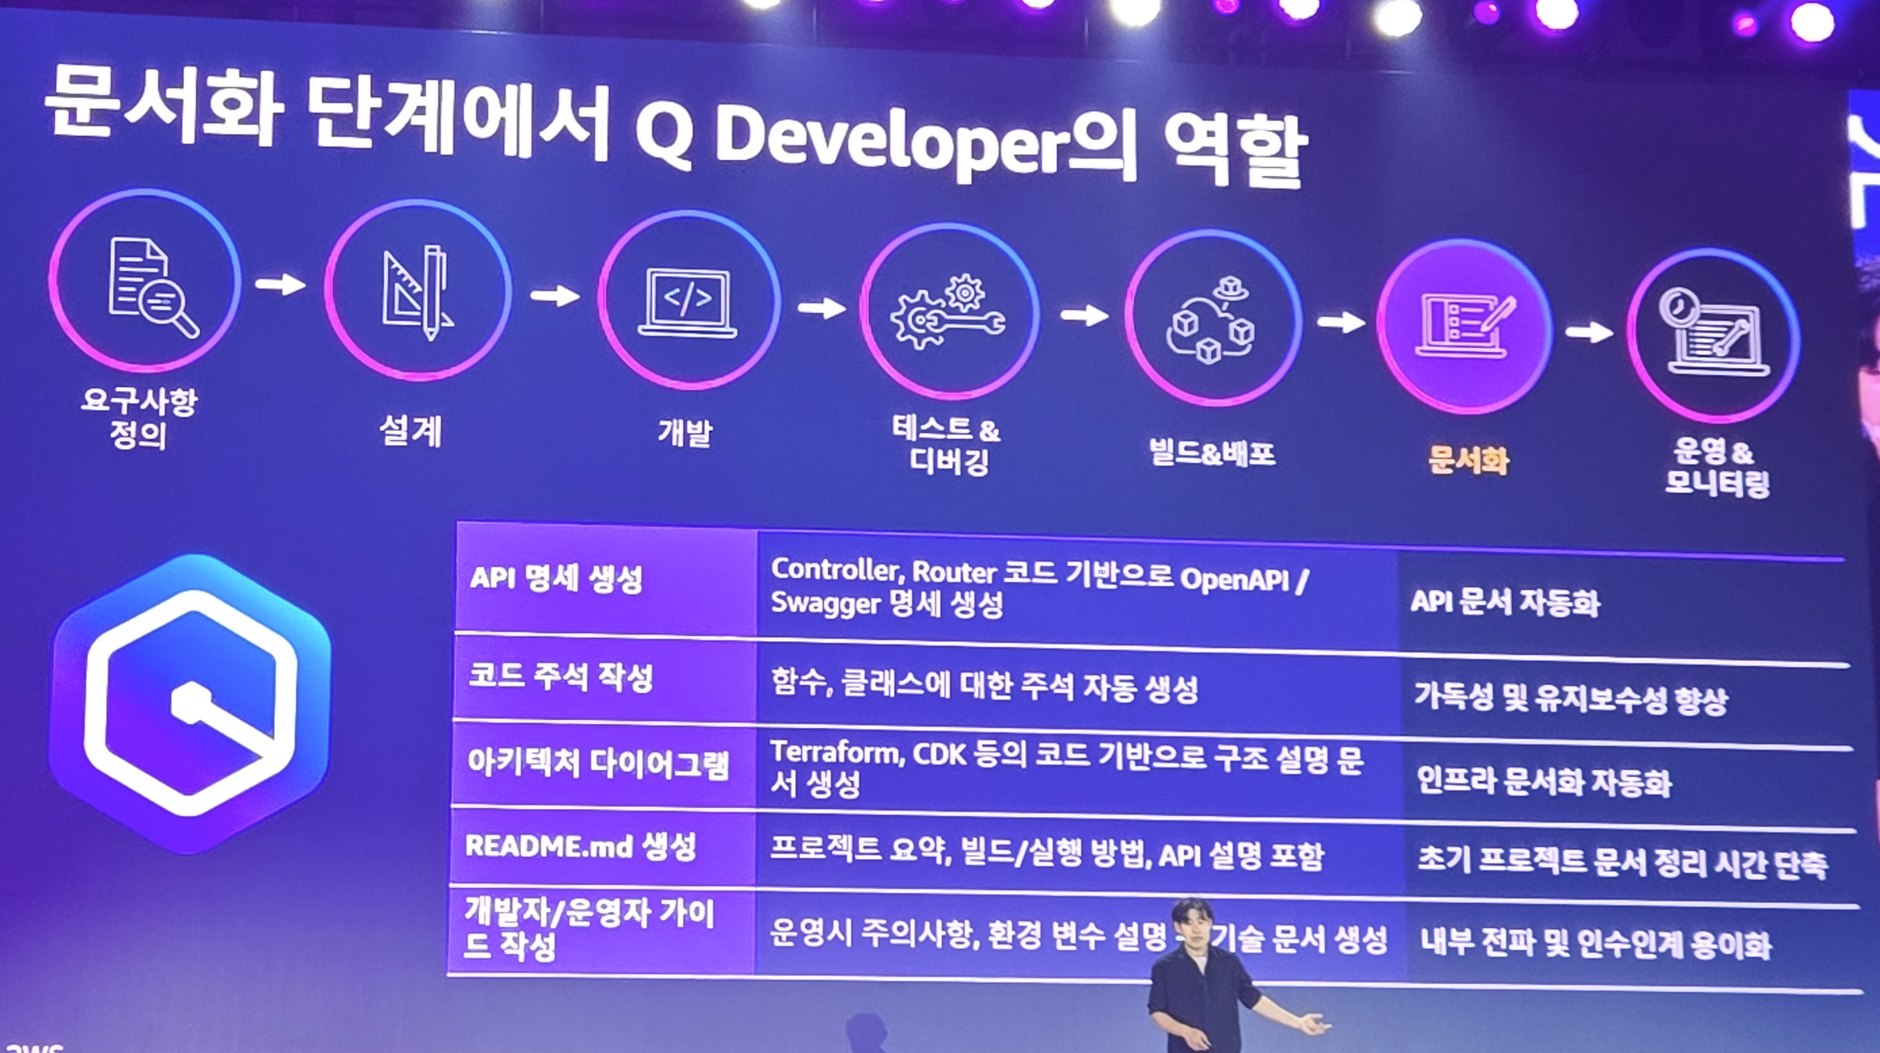 문서화 단계에서 Q Developer의 역할
요구사항
정의
설계
개발
테스트 &
디버깅
빌드&배포
문서화
운영 &
모니터링
API 명세 생성
Controller, Router 코드 기반으로 OpenAPI /
Swagger 명세 생성
API 문서 자동화
코드 주석 작성
함수, 클래스에 대한 주석 자동 생성
가독성 및 유지보수성 향상
아키텍처 다이어그램
Terraform, CDK 등의 코드 기반으로 구조 설명 문
서 생성
인프라 문서화 자동화
README.md 생성
프로젝트 요약, 빌드/실행 방법, API 설명 포함
초기 프로젝트 문서 정리 시간 단축
개발자/운영자 가이
드 작성
운영시 주의사항, 환경 변수 설명 기술 문서 생성
내부 전파 및 인수인계 용이화
aws